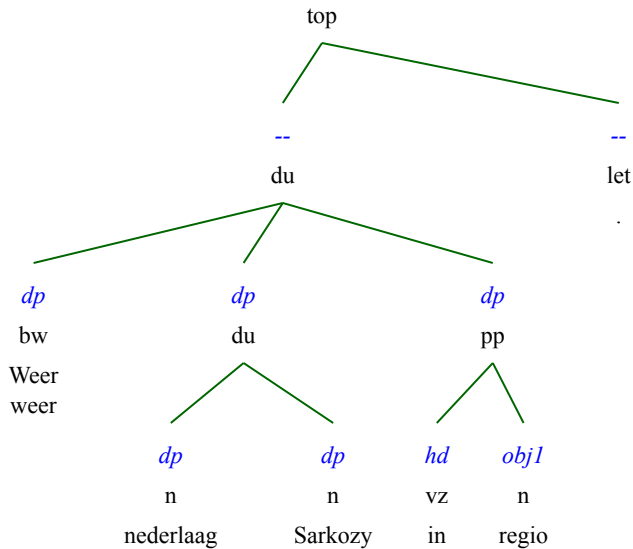 top
-- --
du let
.
dp dp dp
bw du pp
Weer
weer
dp dp hd obj1
n n vz n
nederlaag Sarkozy in regio